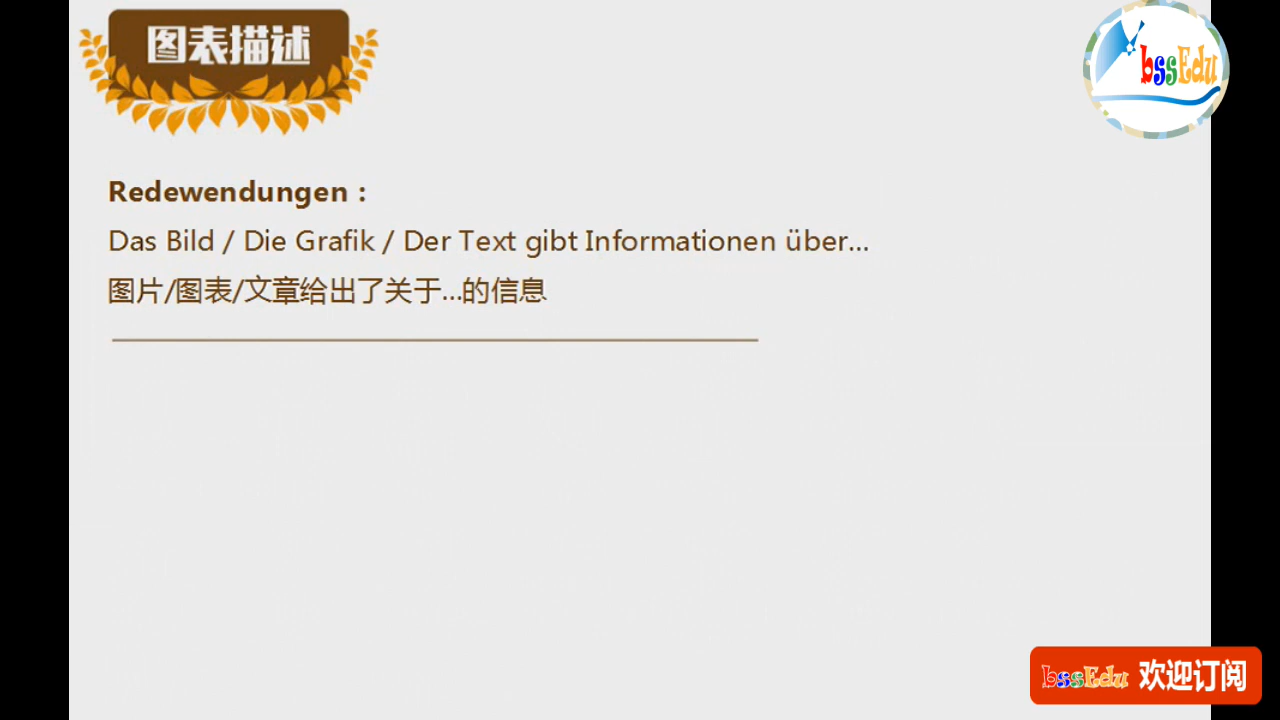 图表描述
bssEdu
Redewendungen :
Das Bild / Die Grafik / Der Text gibt Informationen über...
图片/图表/文章给出了关于...的信息
bssEdu 欢迎订阅